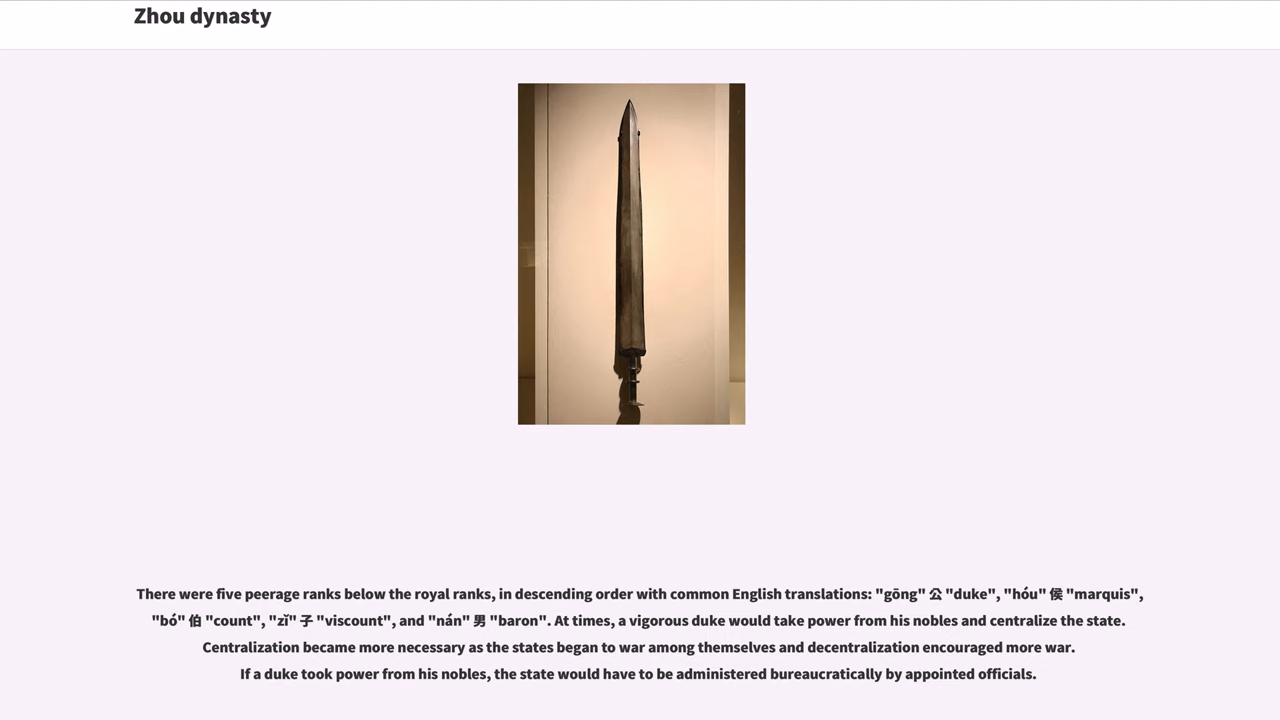 Zhou dynasty
There were five peerage ranks below the royal ranks, in descending order with common English translations: "gōng" 公 "duke", "hóu" 侯 "marquis",
"bó" 伯 "count", "zǐ" 子 "viscount", and "nán" 男 "baron". At times, a vigorous duke would take power from his nobles and centralize the state.
Centralization became more necessary as the states began to war among themselves and decentralization encouraged more war.
If a duke took power from his nobles, the state would have to be administered bureaucratically by appointed officials.